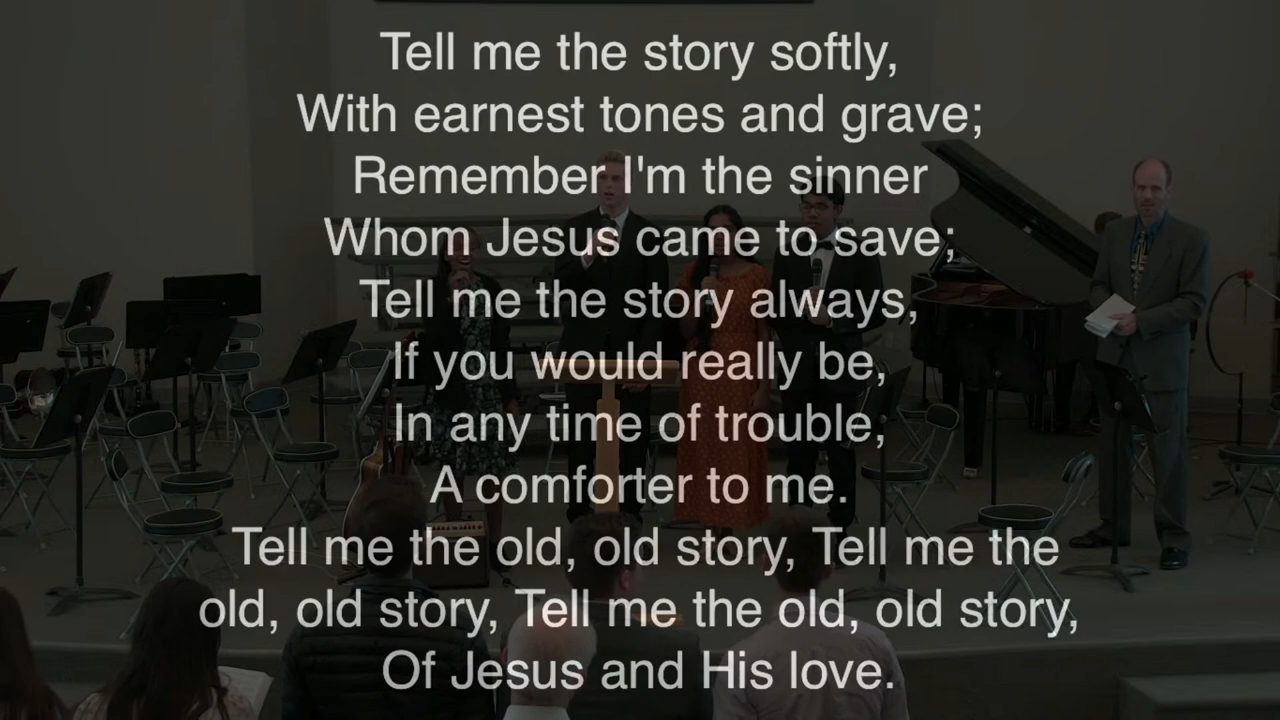 Tell me the story softly,
With earnest tones and grave;
Remember I'm the sinner
Whom Jesus came to save;
Tell me the story always,
If you would really be,
In any time of trouble,
A comforter to me.
Tell me the old, old story, Tell me the
old, old story, Tell me the old, old story,
Of Jesus and His love.